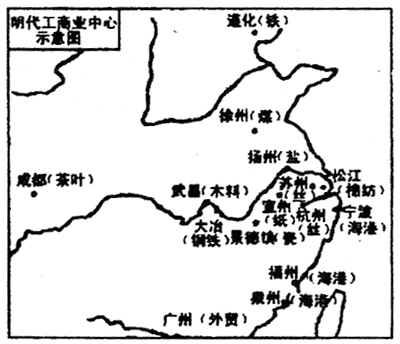 明代工商业中心
示意图
遵化(铁)
徐州(煤)
扬州(盐)
成都(茶叶)
武昌(木料)
苏州
(丝)
松江
(棉纺)
宣州
(纸)
杭州
(丝)
宁波
(海港)
大冶
(铜铁)
景德镇(瓷)
福州(海港)
泉州(海港)
广州(外贸)